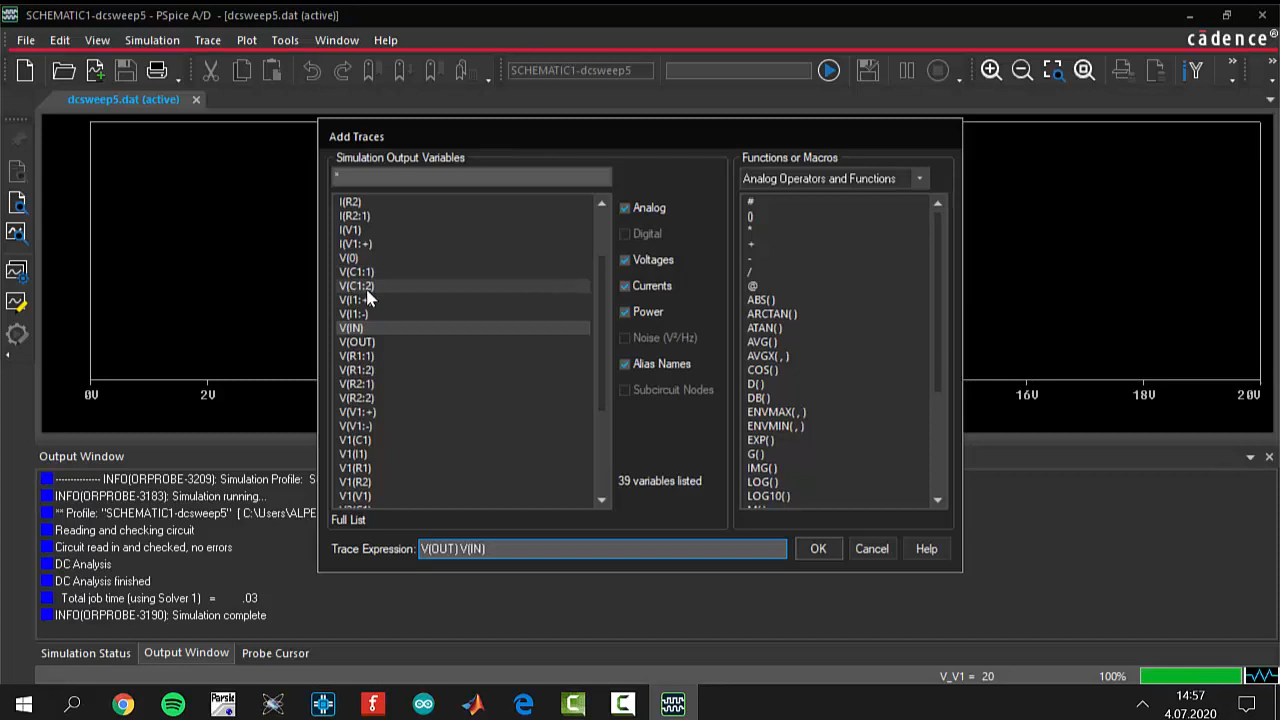 SCHEMATIC1-dcsweep5 - PSpice A/D - [dcsweep5.dat (active)]
File Edit View Simulation Trace Plot Tools Window Help
cādence®
SCHEMATIC1-dcsweep5
dcsweep5.dat (active)
Add Traces
Simulation Output Variables
Functions or Macros
*
Analog Operators and Functions
I(R2)
I(R2:1)
I(V1)
I(V1:+)
V(0)
V(C1:1)
V(C1:2)
V(I1:+)
V(I1:-)
V(IN)
V(OUT)
V(R1:1)
V(R1:2)
V(R2:1)
V(R2:2)
V(V1:+)
V(V1:-)
V1(C1)
V1(I1)
V1(R1)
V1(R2)
V1(V1)
Analog
Digital
Voltages
Currents
Power
Noise (V²/Hz)
Alias Names
Subcircuit Nodes
39 variables listed
#
()
*
+
-
/
@
ABS()
ARCTAN()
ATAN()
AVG()
AVGX(,)
COS()
D()
DB()
ENVMAX(,)
ENVMIN(,)
EXP()
G()
IMG()
LOG()
LOG10()
Full List
Trace Expression: V(OUT) V(IN)
OK Cancel Help
0V 2V 16V 18V 20V
Output Window
------------- INFO(ORPROBE-3209): Simulation Profile: S
INFO(ORPROBE-3183): Simulation running...
** Profile: "SCHEMATIC1-dcsweep5" [ C:\Users\ALPE
Reading and checking circuit
Circuit read in and checked, no errors
DC Analysis
DC Analysis finished
Total job time (using Solver 1) = .03
INFO(ORPROBE-3190): Simulation complete
Simulation Status Output Window Probe Cursor
V_V1 = 20 100%
Parsik
14:57
4.07.2020